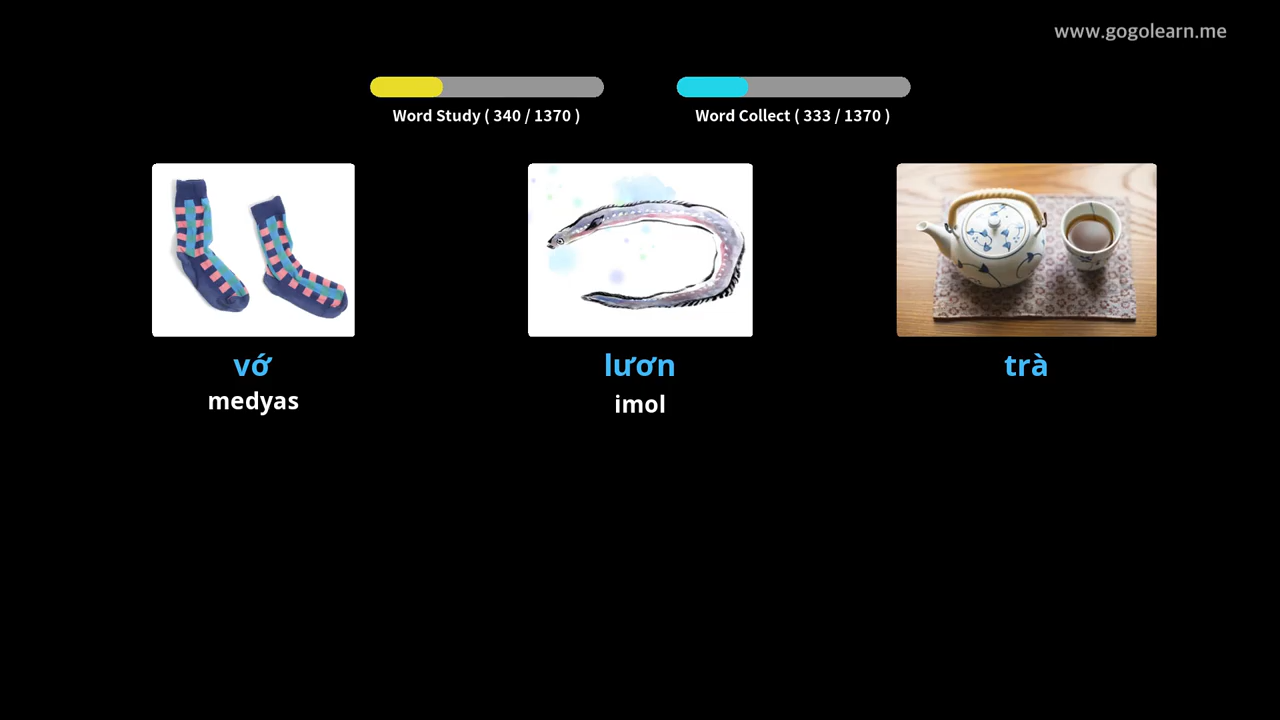 www.gogolearn.me
Word Study ( 340 / 1370 )
Word Collect ( 333 / 1370 )
vớ
medyas
lươn
imol
trà